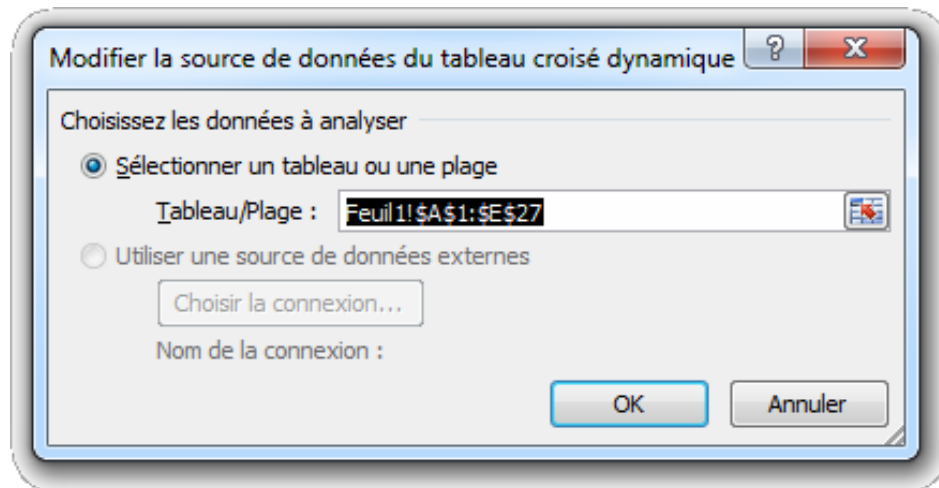 Modifier la source de données du tableau croisé dynamique
Choisissez les données à analyser
Sélectionner un tableau ou une plage
Tableau/Plage : Feuil1!$A$1:$E$27
Utiliser une source de données externes
Choisir la connexion...
Nom de la connexion :
OK Annuler